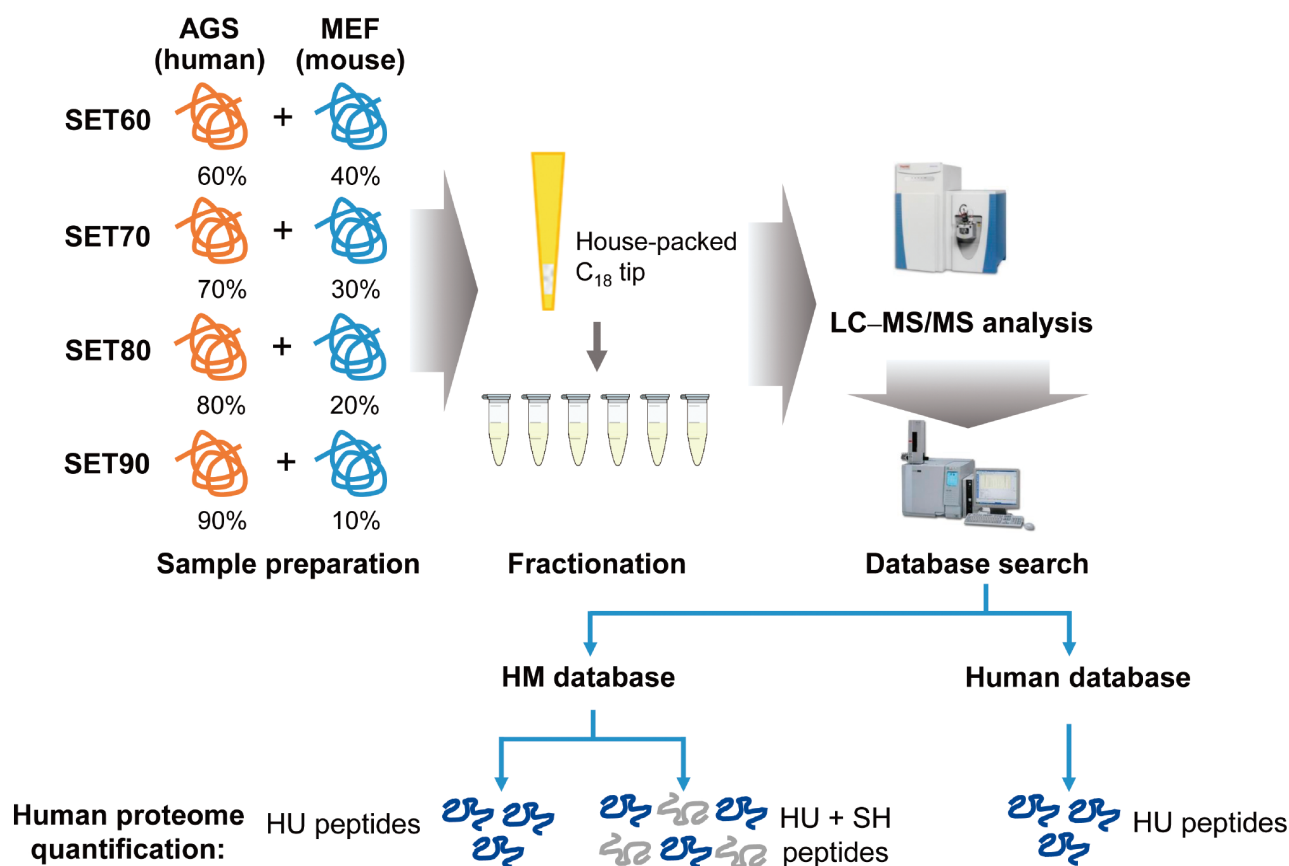 AGS
(human)
MEF
(mouse)
SET60
+
60%
40%
SET70
+
70%
30%
SET80
+
80%
20%
SET90
+
90%
10%
Sample preparation
House-packed
C18 tip
Fractionation
LC–MS/MS analysis
Database search
HM database
Human database
Human proteome
quantification:
HU peptides
HU + SH
peptides
HU peptides